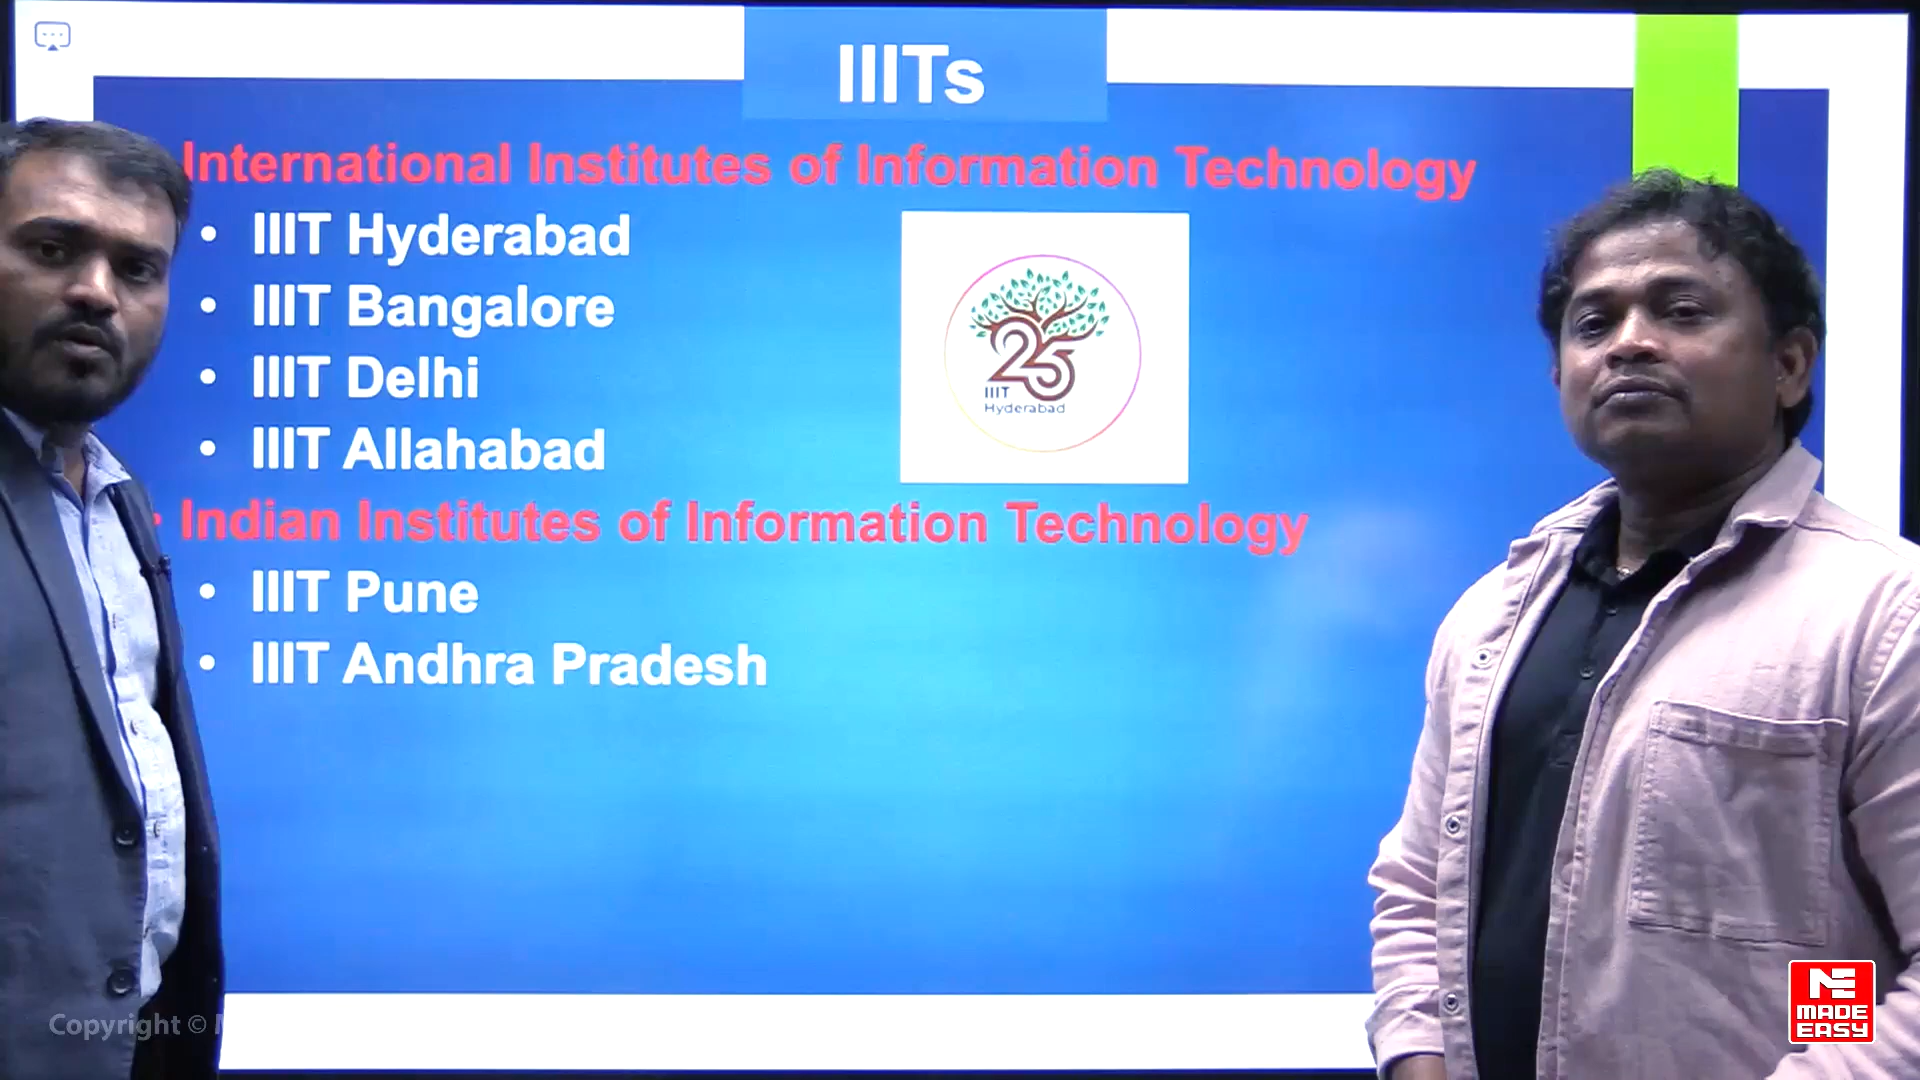 IIITs
International Institutes of Information Technology
• IIIT Hyderabad
• IIIT Bangalore
• IIIT Delhi
• IIIT Allahabad
25
IIIT
Hyderabad
• Indian Institutes of Information Technology
• IIIT Pune
• IIIT Andhra Pradesh
Copyright ©
MADE
EASY